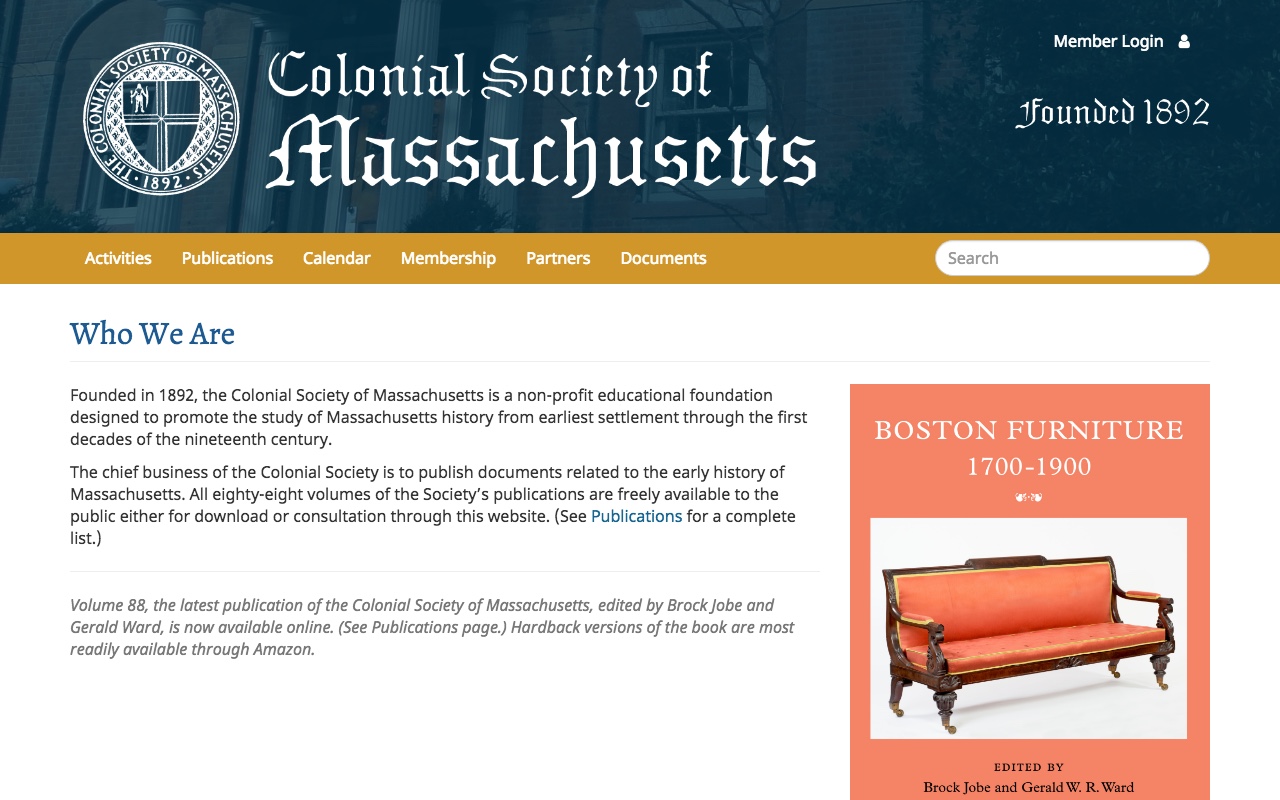 Member Login
THE COLONIAL SOCIETY OF MASSACHUSETTS
· 1892 ·
Colonial Society of
Massachusetts
Founded 1892
Activities Publications Calendar Membership Partners Documents Search
Who We Are
Founded in 1892, the Colonial Society of Massachusetts is a non-profit educational foundation
designed to promote the study of Massachusetts history from earliest settlement through the first
decades of the nineteenth century.
The chief business of the Colonial Society is to publish documents related to the early history of
Massachusetts. All eighty-eight volumes of the Society’s publications are freely available to the
public either for download or consultation through this website. (See Publications for a complete
list.)
Volume 88, the latest publication of the Colonial Society of Massachusetts, edited by Brock Jobe and
Gerald Ward, is now available online. (See Publications page.) Hardback versions of the book are most
readily available through Amazon.
BOSTON FURNITURE
1700-1900
EDITED BY
Brock Jobe and Gerald W. R. Ward